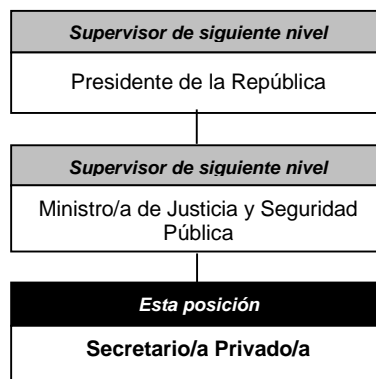 Supervisor de siguiente nivel
Presidente de la República
Supervisor de siguiente nivel
Ministro/a de Justicia y Seguridad
Pública
Esta posición
Secretario/a Privado/a